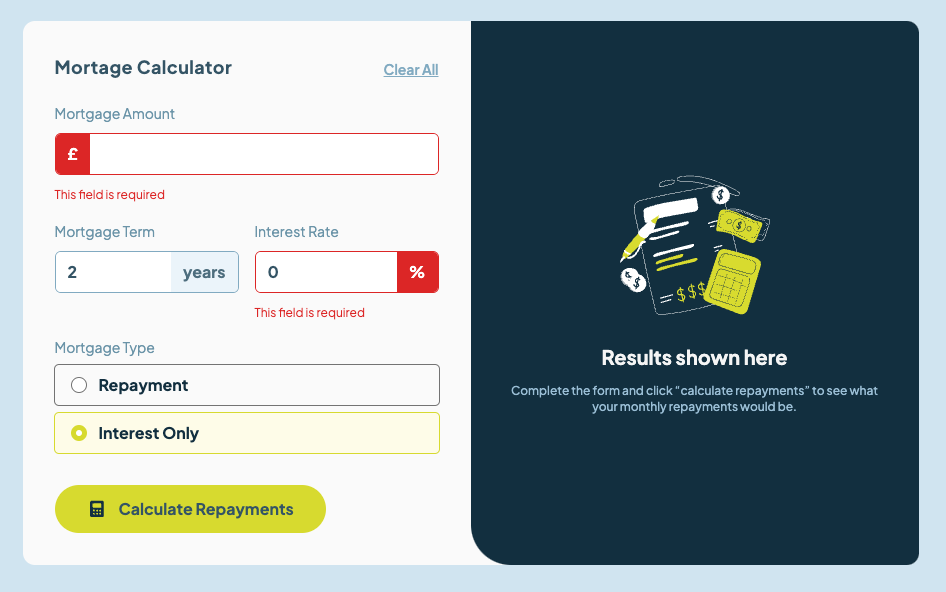 Mortage Calculator
Clear All
Mortgage Amount
£
This field is required
Mortgage Term
Interest Rate
2 years
0 %
This field is required
Mortgage Type
Repayment
Interest Only
Calculate Repayments
$
$
$
$
$$$
Results shown here
Complete the form and click “calculate repayments” to see what
your monthly repayments would be.